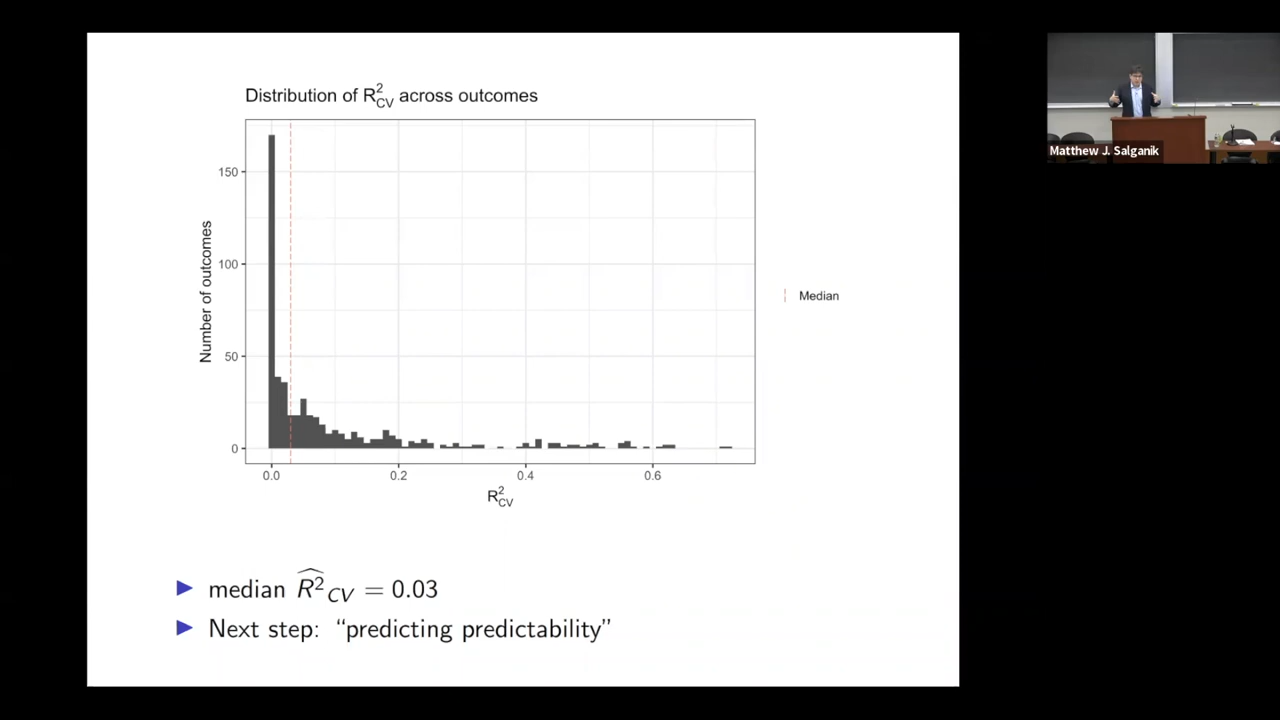 Distribution of R²CV across outcomes
Number of outcomes
150
100
50
0
0.0 0.2 0.4 0.6
R²CV
Median
median R̂²CV = 0.03
Next step: “predicting predictability”
Matthew J. Salganik